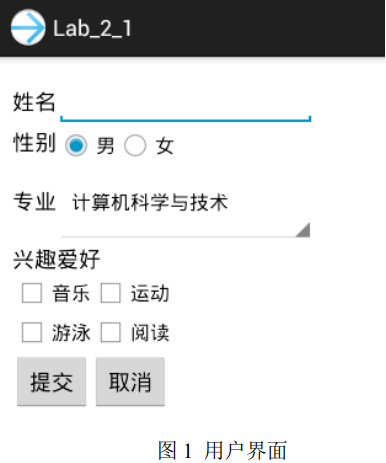 Lab_2_1
姓名
性别 男 女
专业 计算机科学与技术
兴趣爱好
音乐 运动
游泳 阅读
提交 取消
图 1 用户界面